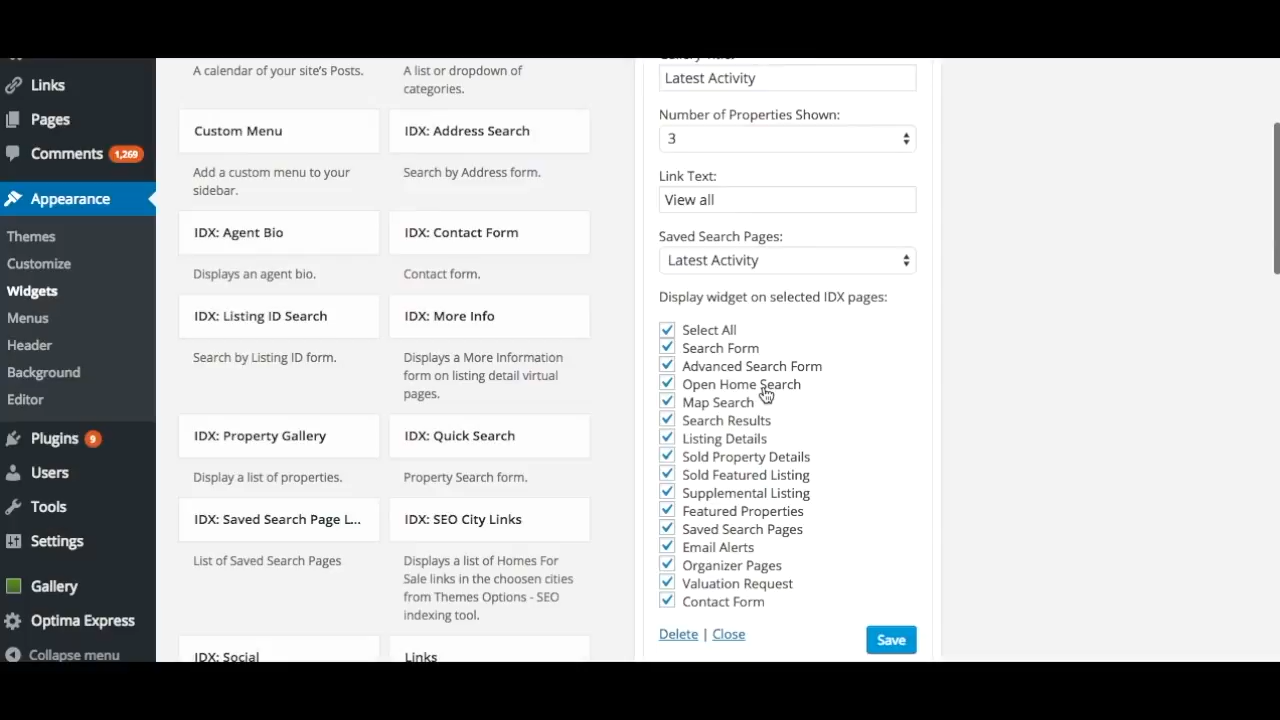 Links
Pages
Comments 1,269
Appearance
Themes
Customize
Widgets
Menus
Header
Background
Editor
Plugins 9
Users
Tools
Settings
Gallery
Optima Express
Collapse menu
A calendar of your site's Posts.
Custom Menu
Add a custom menu to your
sidebar.
IDX: Agent Bio
Displays an agent bio.
IDX: Listing ID Search
Search by Listing ID form.
IDX: Property Gallery
Display a list of properties.
IDX: Saved Search Page L...
List of Saved Search Pages
IDX: Social
A list or dropdown of
categories.
IDX: Address Search
Search by Address form.
IDX: Contact Form
Contact form.
IDX: More Info
Displays a More Information
form on listing detail virtual
pages.
IDX: Quick Search
Property Search form.
IDX: SEO City Links
Displays a list of Homes For
Sale links in the choosen cities
from Themes Options - SEO
indexing tool.
Links
Latest Activity
Number of Properties Shown:
3
Link Text:
View all
Saved Search Pages:
Latest Activity
Display widget on selected IDX pages:
Select All
Search Form
Advanced Search Form
Open Home Search
Map Search
Search Results
Listing Details
Sold Property Details
Sold Featured Listing
Supplemental Listing
Featured Properties
Saved Search Pages
Email Alerts
Organizer Pages
Valuation Request
Contact Form
Delete | Close
Save